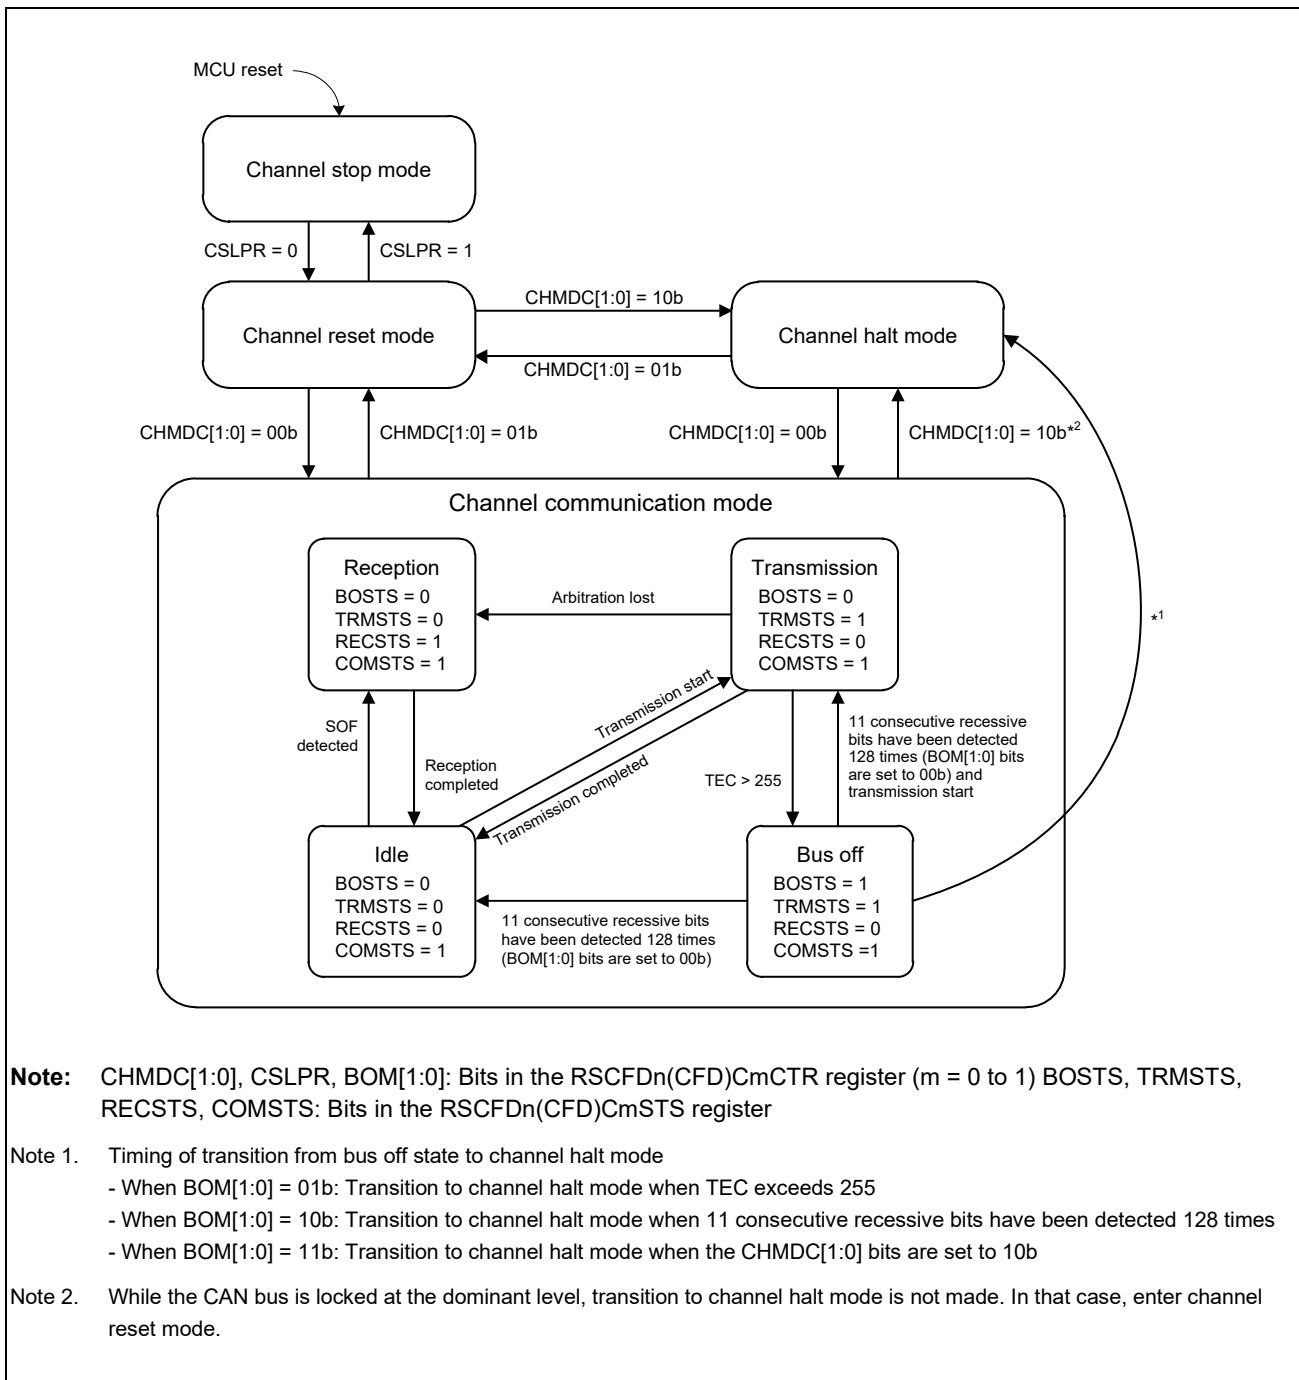 MCU reset
Channel stop mode
CSLPR = 0
CSLPR = 1
CHMDC[1:0] = 10b
Channel reset mode
Channel halt mode
CHMDC[1:0] = 01b
CHMDC[1:0] = 00b
CHMDC[1:0] = 01b
CHMDC[1:0] = 00b
CHMDC[1:0] = 10b*2
Channel communication mode
Reception
BOSTS = 0
TRMSTS = 0
RECSTS = 1
COMSTS = 1
Arbitration lost
Transmission
BOSTS = 0
TRMSTS = 1
RECSTS = 0
COMSTS = 1
*1
SOF
detected
Reception
completed
Transmission start
Transmission completed
TEC > 255
11 consecutive recessive
bits have been detected
128 times (BOM[1:0] bits
are set to 00b) and
transmission start
Idle
BOSTS = 0
TRMSTS = 0
RECSTS = 0
COMSTS = 1
11 consecutive recessive bits
have been detected 128 times
(BOM[1:0] bits are set to 00b)
Bus off
BOSTS = 1
TRMSTS = 1
RECSTS = 0
COMSTS =1
Note: CHMDC[1:0], CSLPR, BOM[1:0]: Bits in the RSCFDn(CFD)CmCTR register (m = 0 to 1) BOSTS, TRMSTS,
RECSTS, COMSTS: Bits in the RSCFDn(CFD)CmSTS register
Note 1. Timing of transition from bus off state to channel halt mode
- When BOM[1:0] = 01b: Transition to channel halt mode when TEC exceeds 255
- When BOM[1:0] = 10b: Transition to channel halt mode when 11 consecutive recessive bits have been detected 128 times
- When BOM[1:0] = 11b: Transition to channel halt mode when the CHMDC[1:0] bits are set to 10b
Note 2. While the CAN bus is locked at the dominant level, transition to channel halt mode is not made. In that case, enter channel
reset mode.